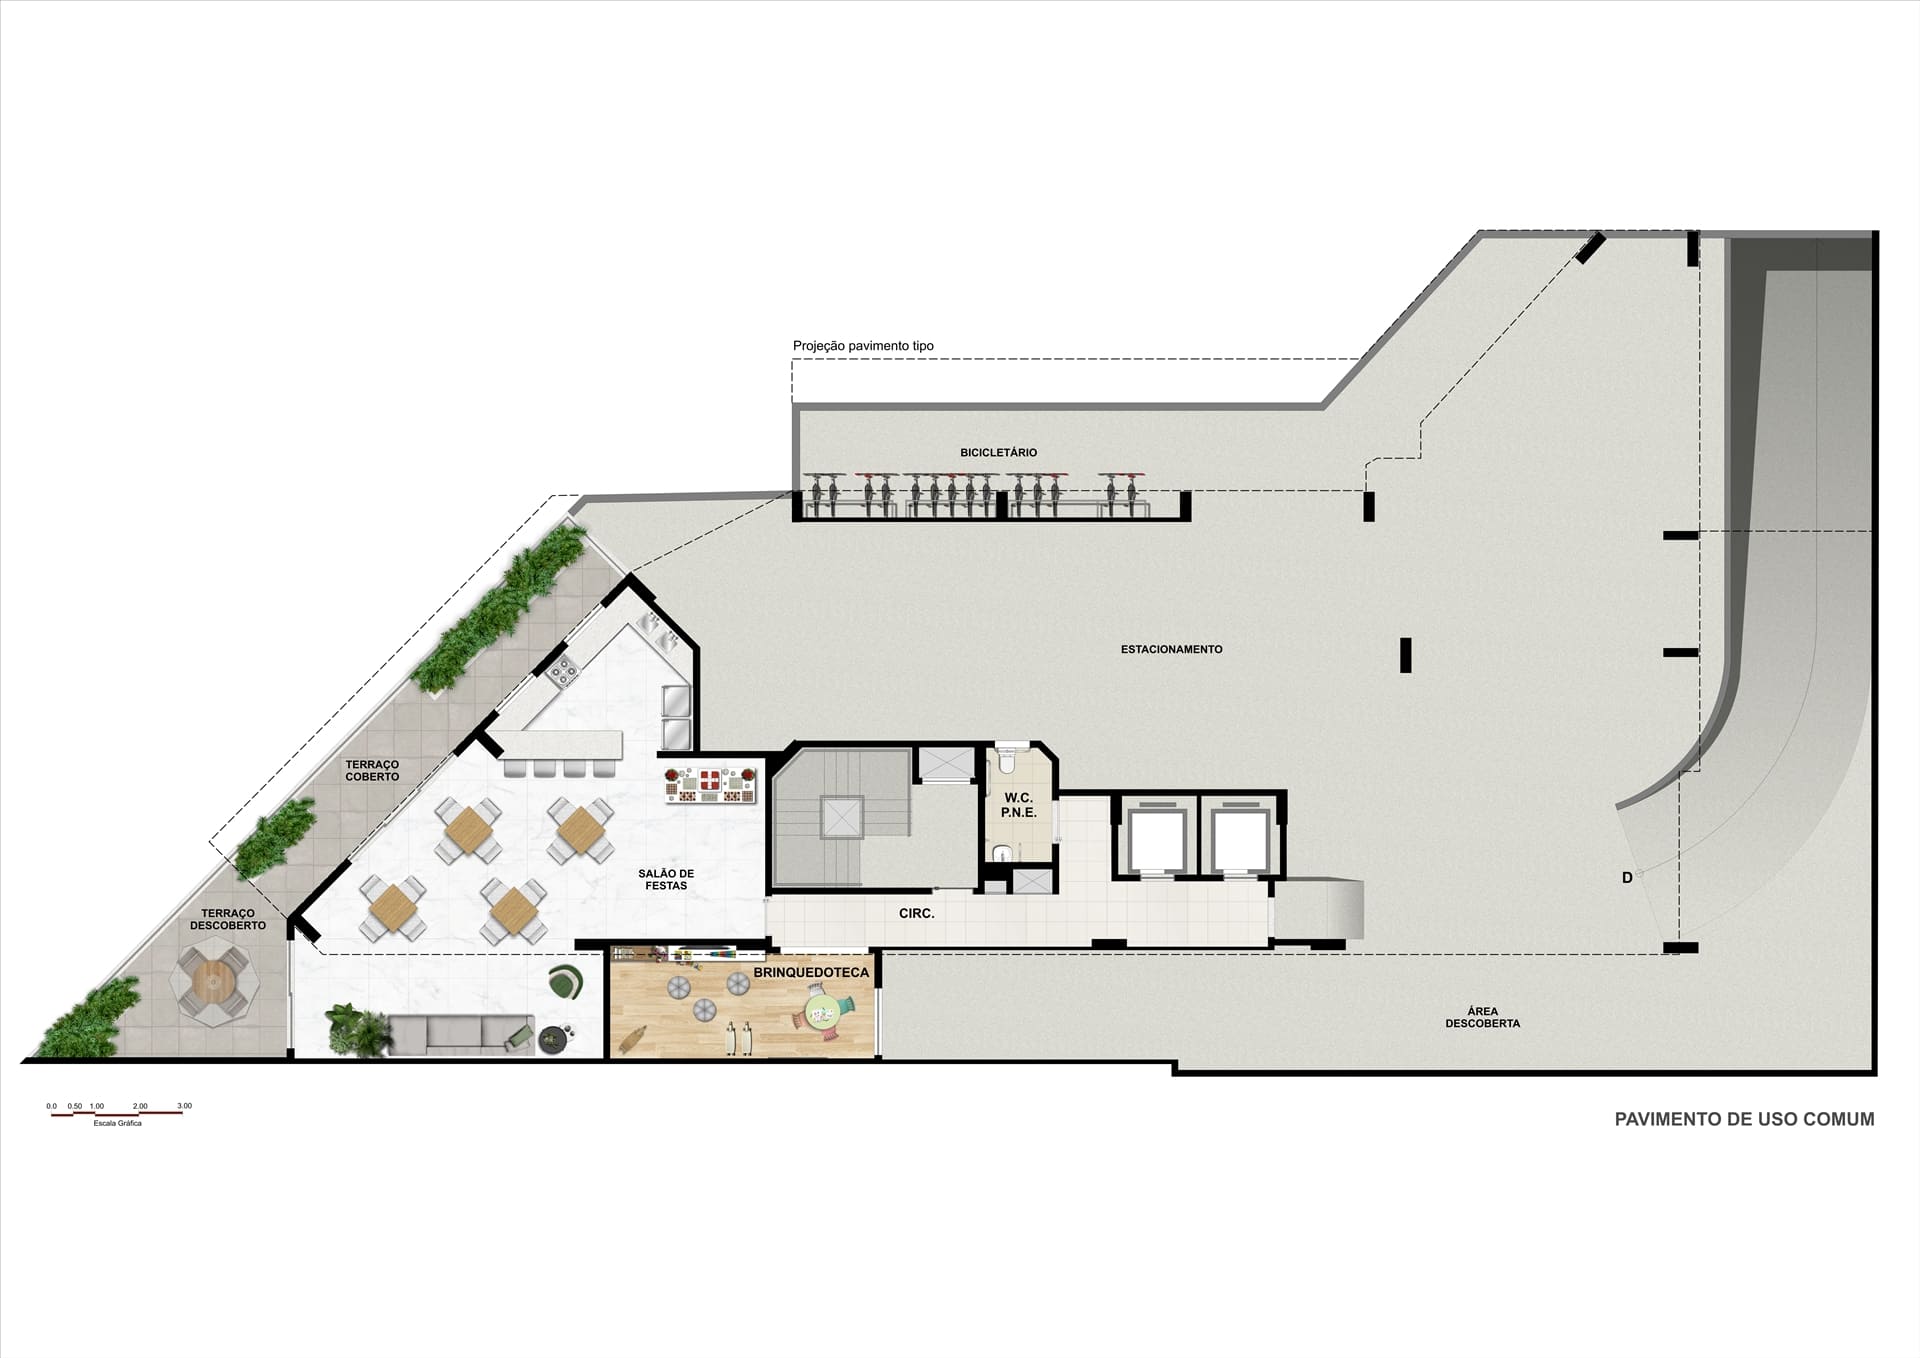 Projeção pavimento tipo
BICICLETÁRIO
ESTACIONAMENTO
TERRAÇO
COBERTO
W.C.
P.N.E.
SALÃO DE
FESTAS
D
TERRAÇO
DESCOBERTO
CIRC.
BRINQUEDOTECA
ÁREA
DESCOBERTA
0.0 0.50 1.00 2.00 3.00
Escala Gráfica
PAVIMENTO DE USO COMUM